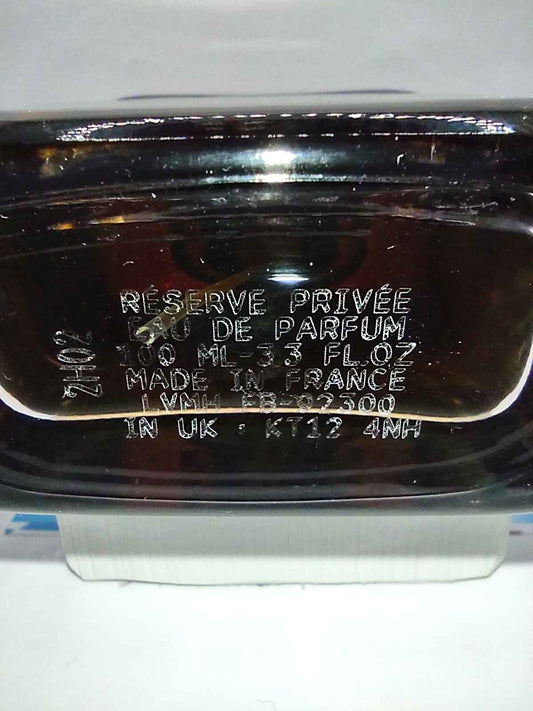 RÉSERVE PRIVÉE
EAU DE PARFUM
100 ML-3.3 FL.OZ
MADE IN FRANCE
LVMH FB-92300
IN UK · KT12 4NH
2H02